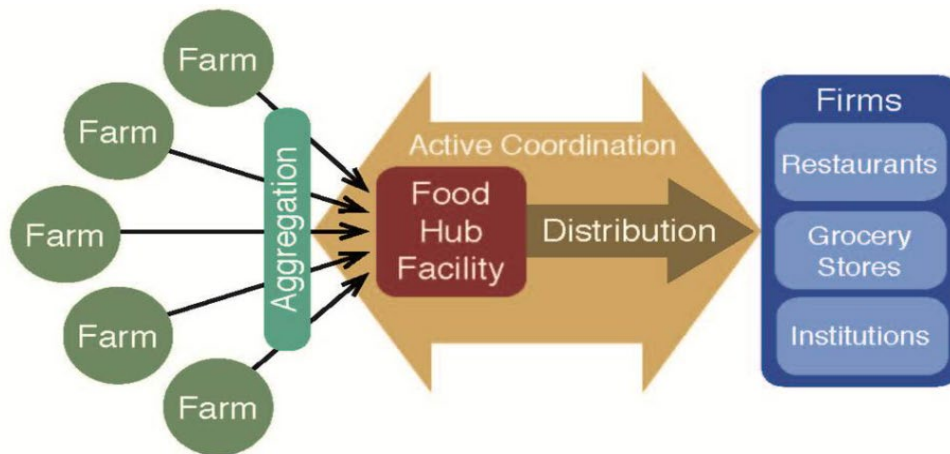 Farm
Farm
Farm
Farm
Farm
Aggregation
Active Coordination
Food
Hub
Facility
Distribution
Firms
Restaurants
Grocery
Stores
Institutions